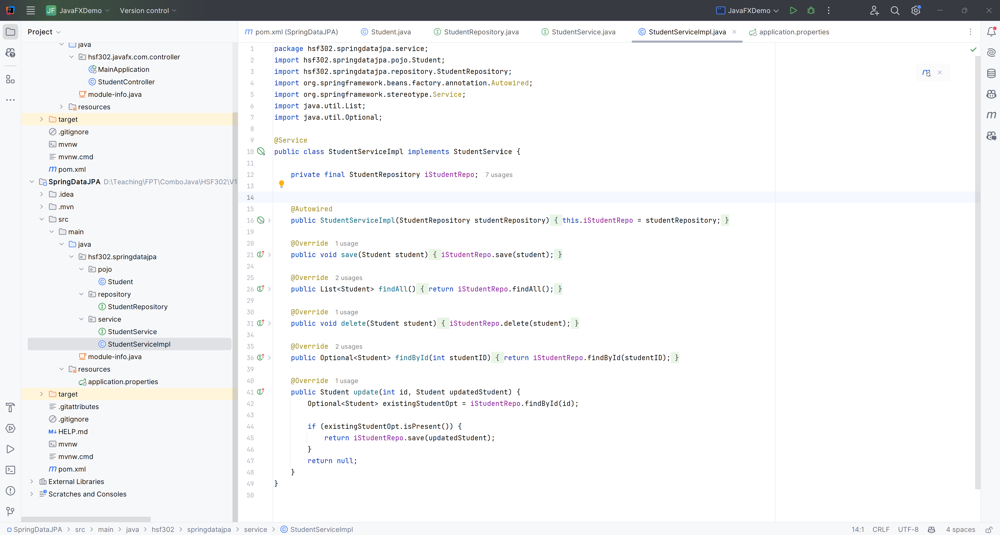 JF JavaFXDemo Version control JavaFXDemo
Project
java
hsf302.javafx.com.controller
MainApplication
StudentController
module-info.java
resources
target
.gitignore
mvnw
mvnw.cmd
pom.xml
SpringDataJPA D:\Teaching\FPT\ComboJava\HSF302\V1
.idea
.mvn
src
main
java
hsf302.springdatajpa
pojo
Student
repository
StudentRepository
service
StudentService
StudentServiceImpl
module-info.java
resources
application.properties
target
.gitattributes
.gitignore
HELP.md
mvnw
mvnw.cmd
pom.xml
External Libraries
Scratches and Consoles
pom.xml (SpringDataJPA) Student.java StudentRepository.java StudentService.java StudentServiceImpl.java application.properties
1 package hsf302.springdatajpa.service;
2 import hsf302.springdatajpa.pojo.Student;
3 import hsf302.springdatajpa.repository.StudentRepository;
4 import org.springframework.beans.factory.annotation.Autowired;
5 import org.springframework.stereotype.Service;
6 import java.util.List;
7 import java.util.Optional;
8
9 @Service
10 public class StudentServiceImpl implements StudentService {
11
12 private final StudentRepository iStudentRepo; 7 usages
13
14
15 @Autowired
16 public StudentServiceImpl(StudentRepository studentRepository) { this.iStudentRepo = studentRepository; }
19
20 @Override 1 usage
21 public void save(Student student) { iStudentRepo.save(student); }
24
25 @Override 2 usages
26 public List<Student> findAll() { return iStudentRepo.findAll(); }
29
30 @Override 1 usage
31 public void delete(Student student) { iStudentRepo.delete(student); }
34
35 @Override 2 usages
36 public Optional<Student> findById(int studentID) { return iStudentRepo.findById(studentID); }
39
40 @Override 1 usage
41 public Student update(int id, Student updatedStudent) {
42 Optional<Student> existingStudentOpt = iStudentRepo.findById(id);
43
44 if (existingStudentOpt.isPresent()) {
45 return iStudentRepo.save(updatedStudent);
46 }
47 return null;
48 }
49 }
50
SpringDataJPA > src > main > java > hsf302 > springdatajpa > service > StudentServiceImpl 14:1 CRLF UTF-8 4 spaces